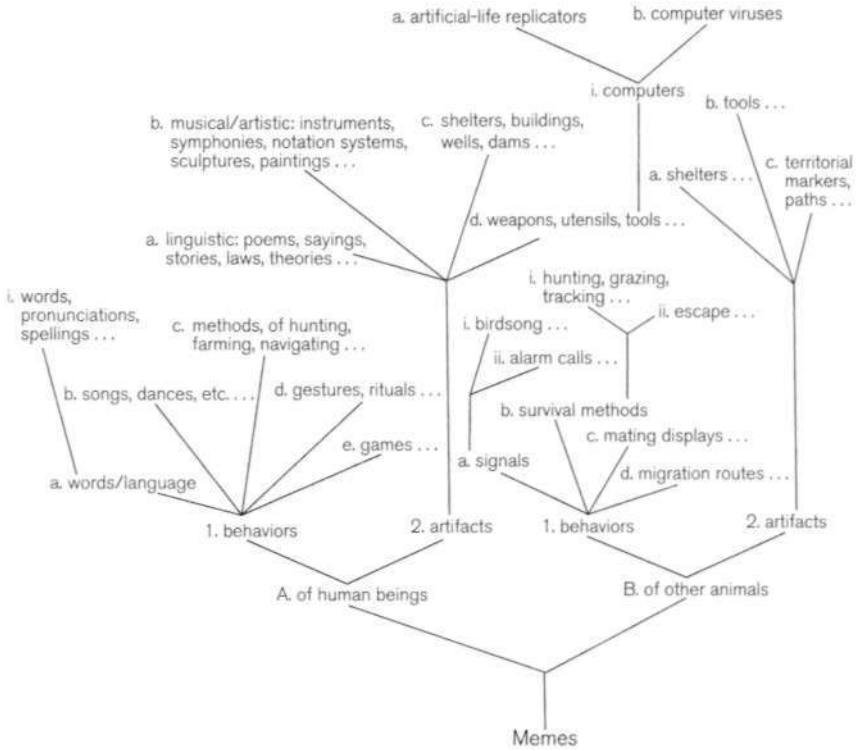 a. artificial-life replicators
b. computer viruses
i. computers
b. musical/artistic: instruments,
symphonies, notation systems,
sculptures, paintings . . .
c. shelters, buildings,
wells, dams . . .
b. tools . . .
a. shelters . . .
c. territorial
markers,
paths . . .
a. linguistic: poems, sayings,
stories, laws, theories . . .
d. weapons, utensils, tools . . .
i. words,
pronunciations,
spellings . . .
c. methods, of hunting,
farming, navigating . . .
i. hunting, grazing,
tracking . . .
ii. escape . . .
i. birdsong . . .
ii. alarm calls . . .
b. songs, dances, etc. . . .
d. gestures, rituals . . .
b. survival methods
e. games . . .
c. mating displays . . .
a. words/language
a. signals
d. migration routes . . .
1. behaviors
2. artifacts
1. behaviors
2. artifacts
A. of human beings
B. of other animals
Memes